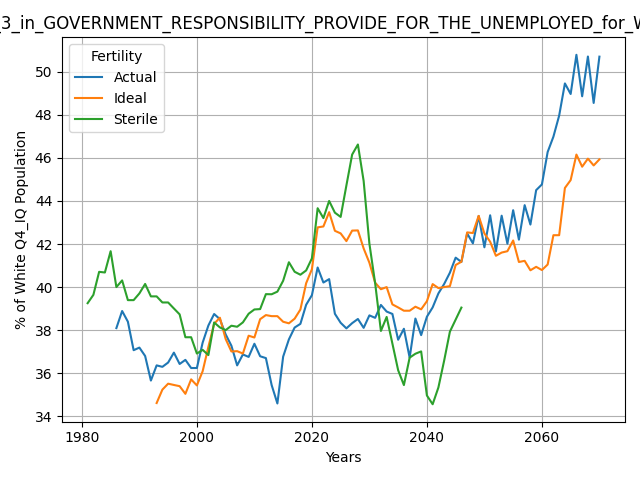 _3_in_GOVERNMENT_RESPONSIBILITY_PROVIDE_FOR_THE_UNEMPLOYED_for_W
Fertility
Actual
Ideal
Sterile
% of White Q4_IQ Population
50
48
46
44
42
40
38
36
34
1980
2000
2020
2040
2060
Years